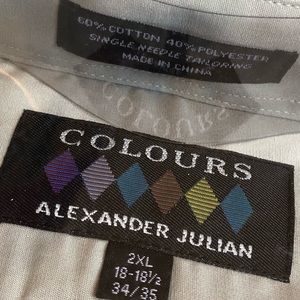 60% COTTON 40% POLYESTER
SINGLE NEEDLE TAILORING
MADE IN CHINA
COLOURS
COLOURS
ALEXANDER JULIAN
2XL
18-18½
34/35